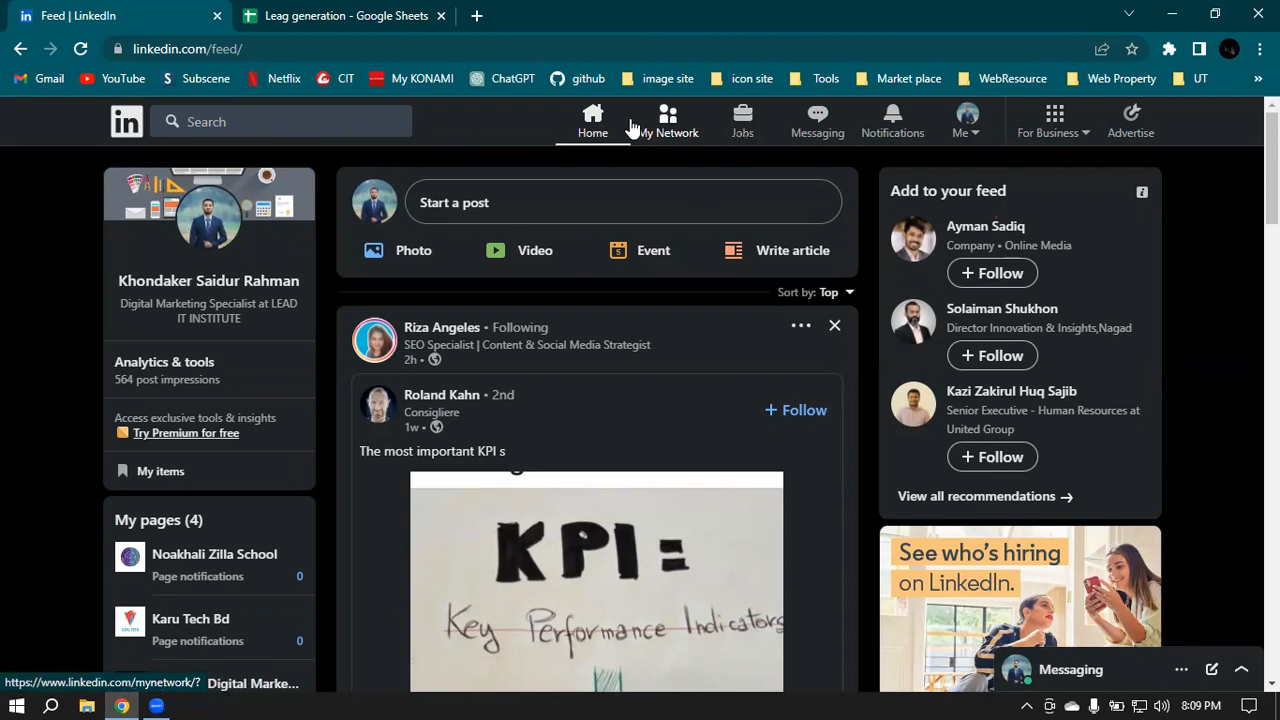 Feed | LinkedIn
Leag generation - Google Sheets
linkedin.com/feed/
Gmail
YouTube
Subscene
Netflix
CIT
My KONAMI
ChatGPT
github
image site
icon site
Tools
Market place
WebResource
Web Property
UT
»
in
Search
Home
My Network
Jobs
Messaging
Notifications
Me
For Business
Advertise
Khondaker Saidur Rahman
Digital Marketing Specialist at LEAD
IT INSTITUTE
Analytics & tools
564 post impressions
Access exclusive tools & insights
Try Premium for free
My items
My pages (4)
Noakhali Zilla School
Page notifications 0
Karu Tech Bd
Page notifications 0
Digital Marke...
Start a post
Photo
Video
Event
Write article
Sort by: Top
Riza Angeles • Following
SEO Specialist | Content & Social Media Strategist
2h •
Roland Kahn • 2nd
Consigliere
1w •
+ Follow
The most important KPI s
KPI =
Key Performance Indicators
Add to your feed
Ayman Sadiq
Company • Online Media
+ Follow
Solaiman Shukhon
Director Innovation & Insights,Nagad
+ Follow
Kazi Zakirul Huq Sajib
Senior Executive - Human Resources at
United Group
+ Follow
View all recommendations →
See who's hiring
on LinkedIn.
Messaging
https://www.linkedin.com/mynetwork/?
8:09 PM